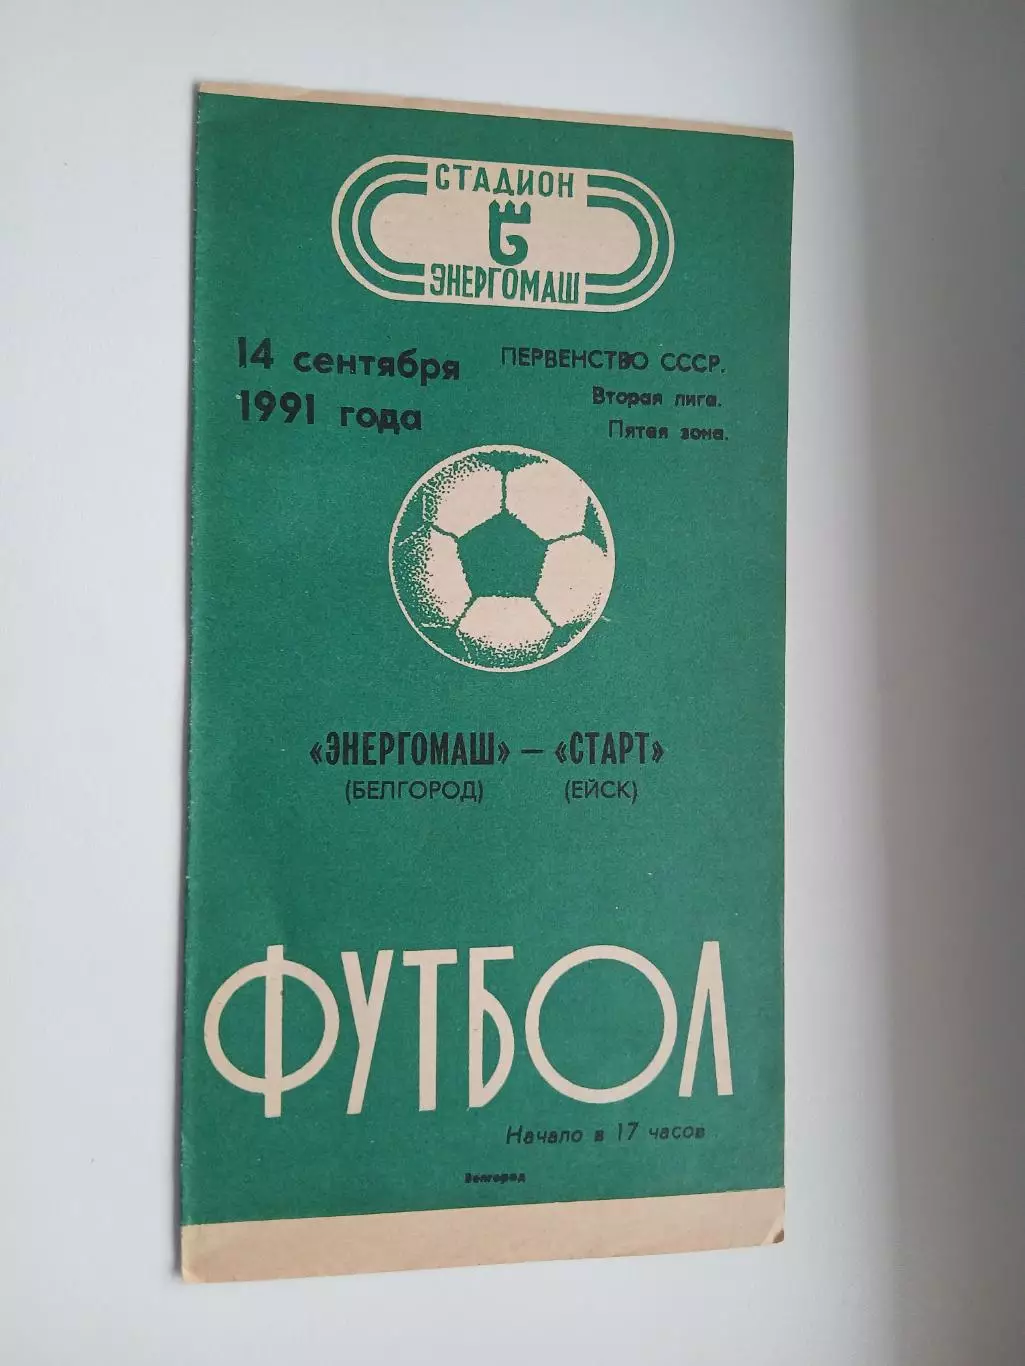 СТАДИОН
ЭНЕРГОМАШ
14 сентября
1991 года
ПЕРВЕНСТВО СССР.
Вторая лига.
Пятая зона.
«ЭНЕРГОМАШ» — «СТАРТ»
(БЕЛГОРОД) (ЕЙСК)
ФУТБОЛ
Начало в 17 часов
Белгород